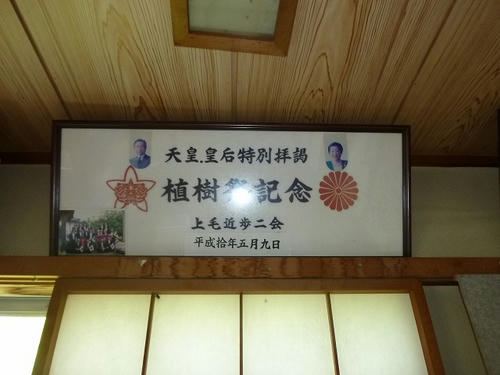 天皇.皇后特別拝謁
植樹祭記念
上毛近歩二会
平成拾年五月九日